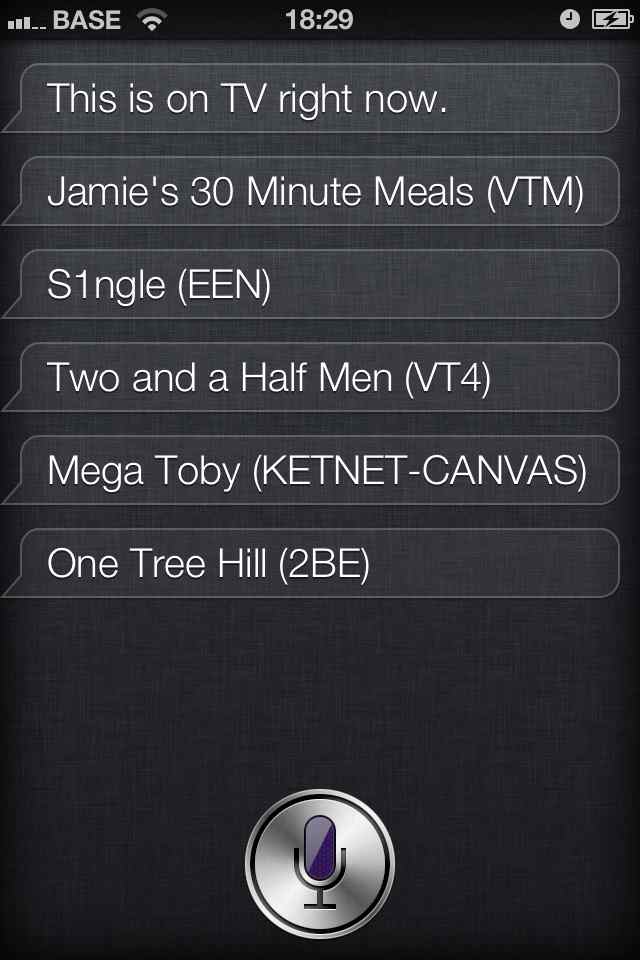 BASE 18:29
This is on TV right now.
Jamie's 30 Minute Meals (VTM)
S1ngle (EEN)
Two and a Half Men (VT4)
Mega Toby (KETNET-CANVAS)
One Tree Hill (2BE)